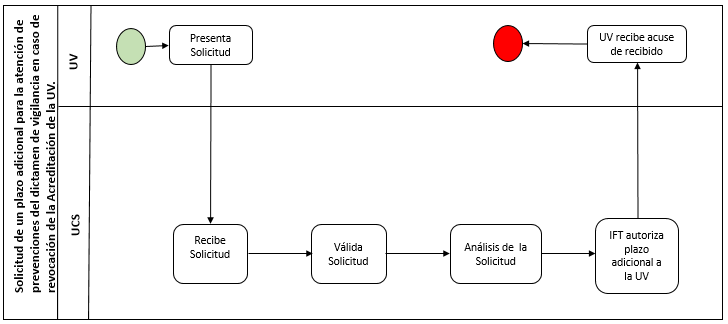 Solicitud de un plazo adicional para la atención de
prevenciones del dictamen de vigilancia en caso de
revocación de la Acreditación de la UV.
UV
Presenta
Solicitud
UV recibe acuse
de recibido
UCS
Recibe
Solicitud
Válida
Solicitud
Análisis de la
Solicitud
IFT autoriza
plazo
adicional a
la UV